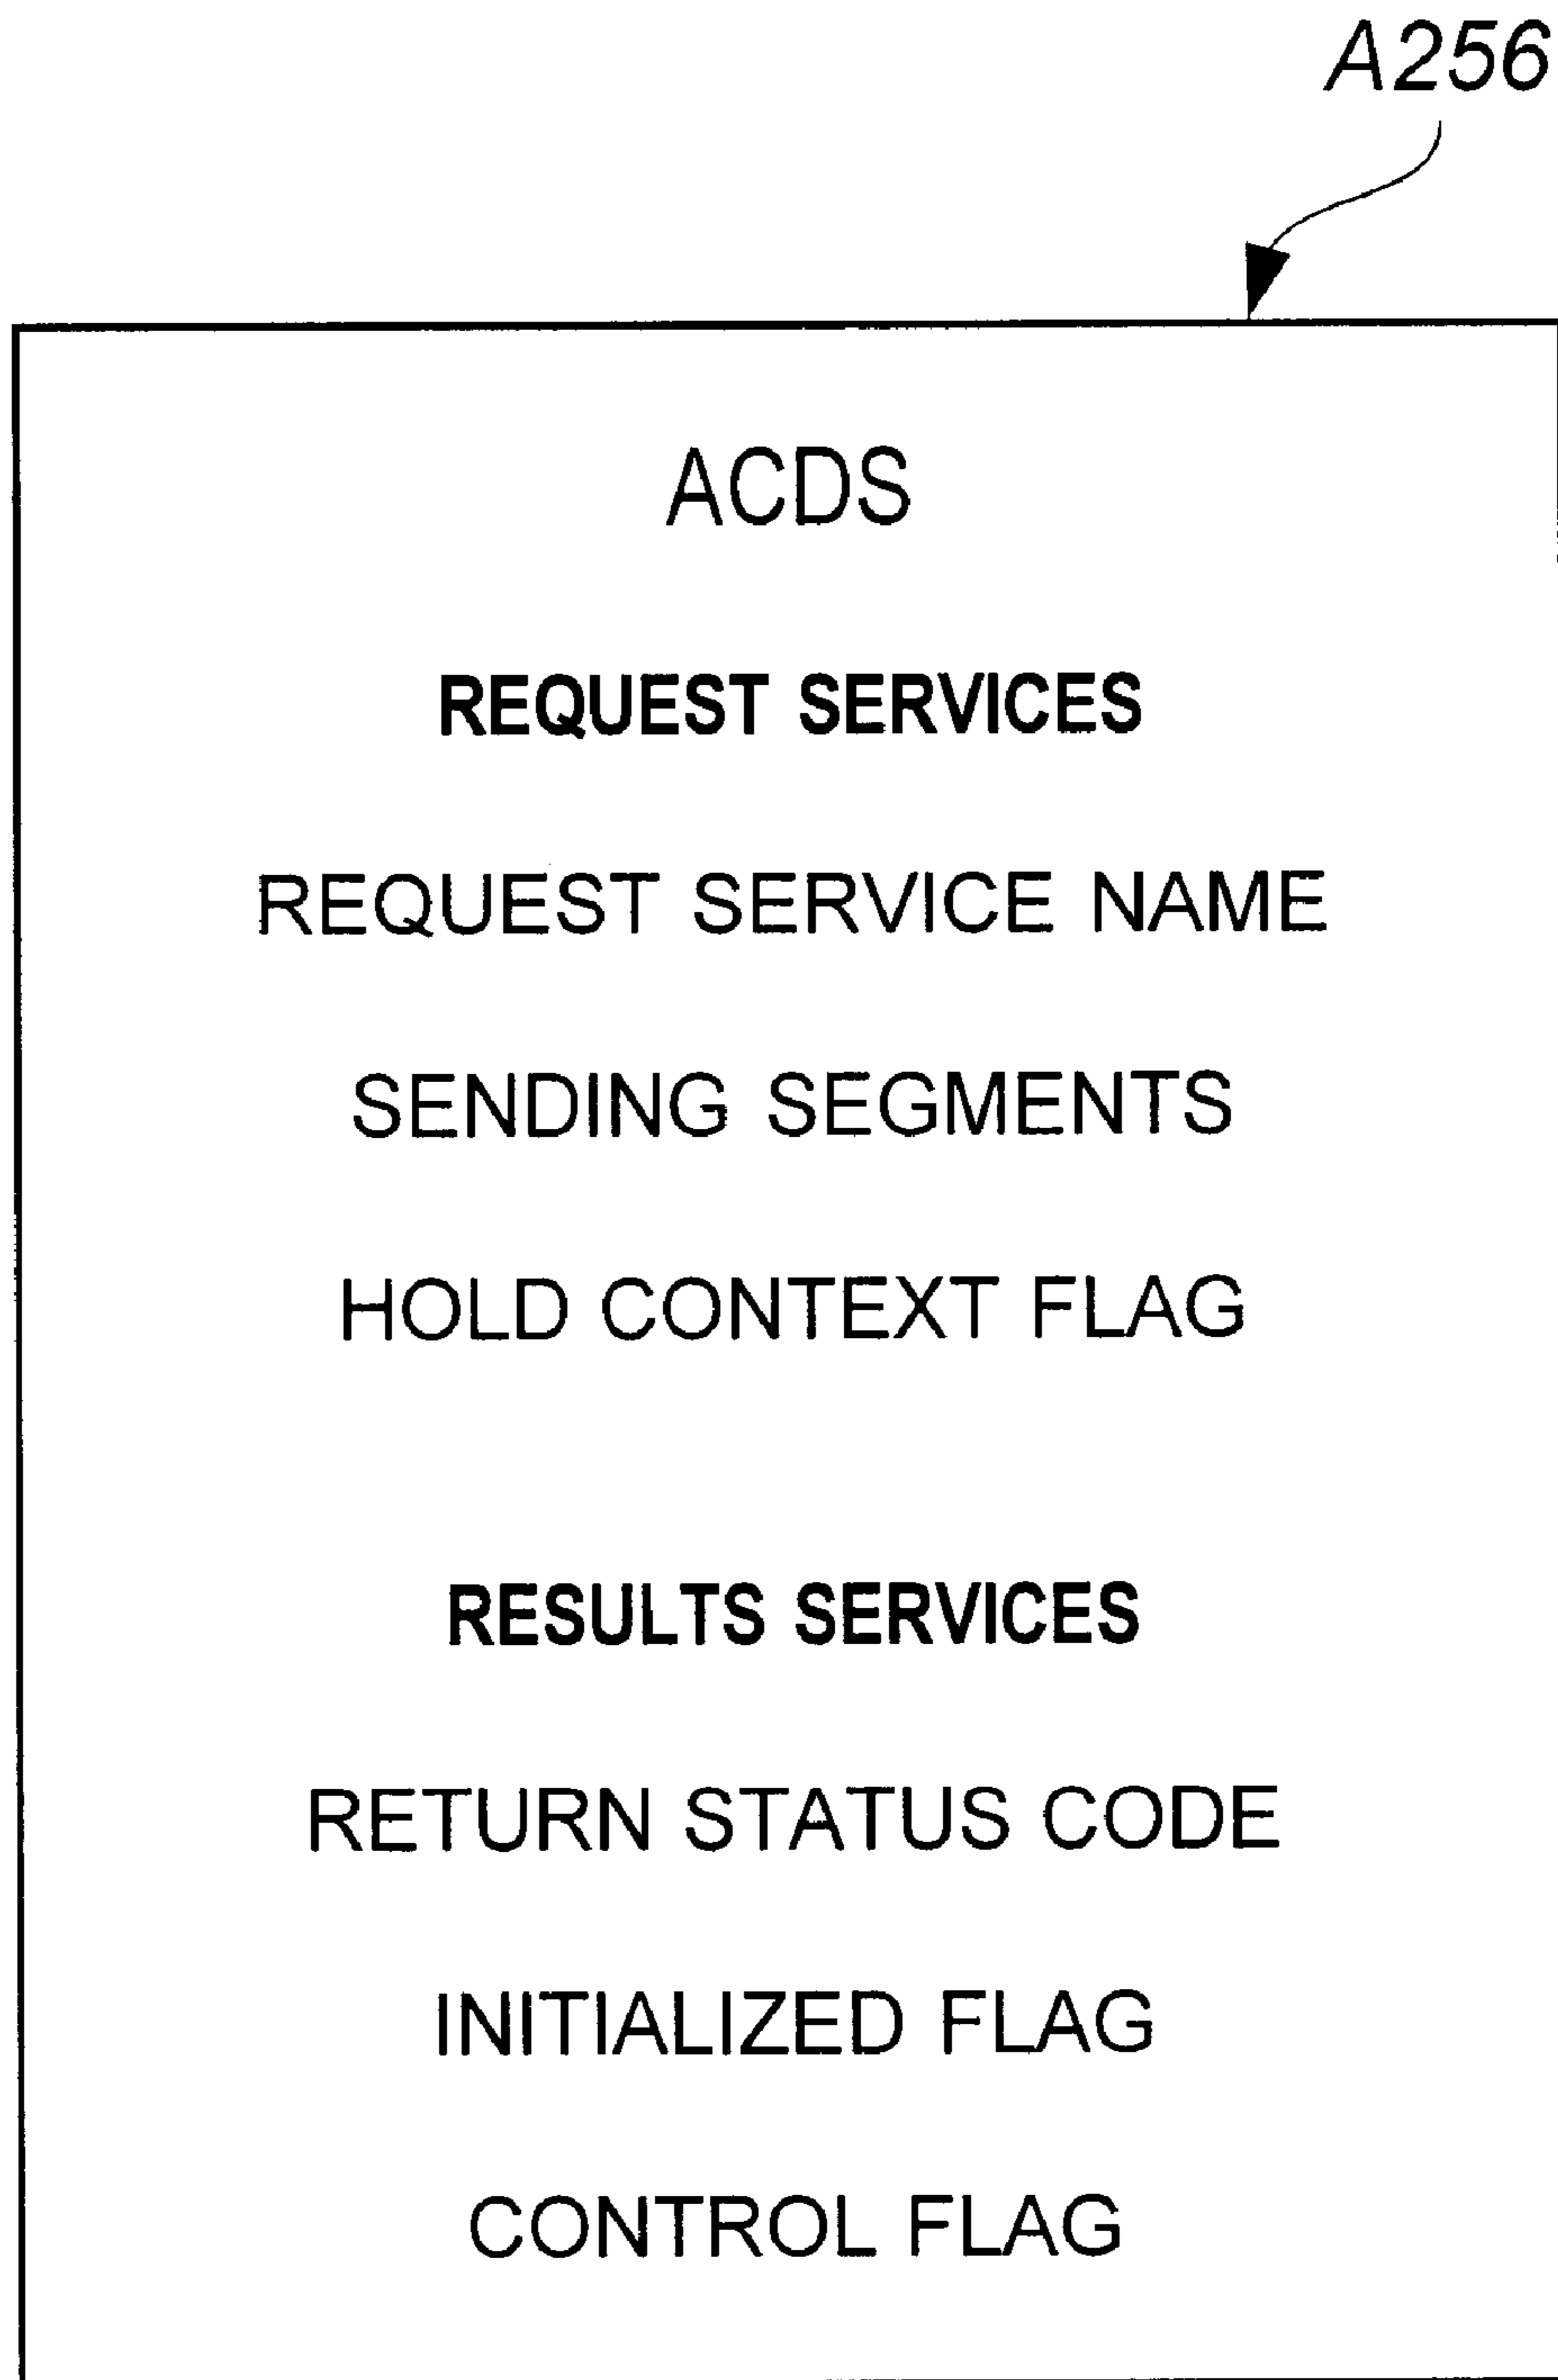 A256
ACDS
REQUEST SERVICES
REQUEST SERVICE NAME
SENDING SEGMENTS
HOLD CONTEXT FLAG
RESULTS SERVICES
RETURN STATUS CODE
INITIALIZED FLAG
CONTROL FLAG